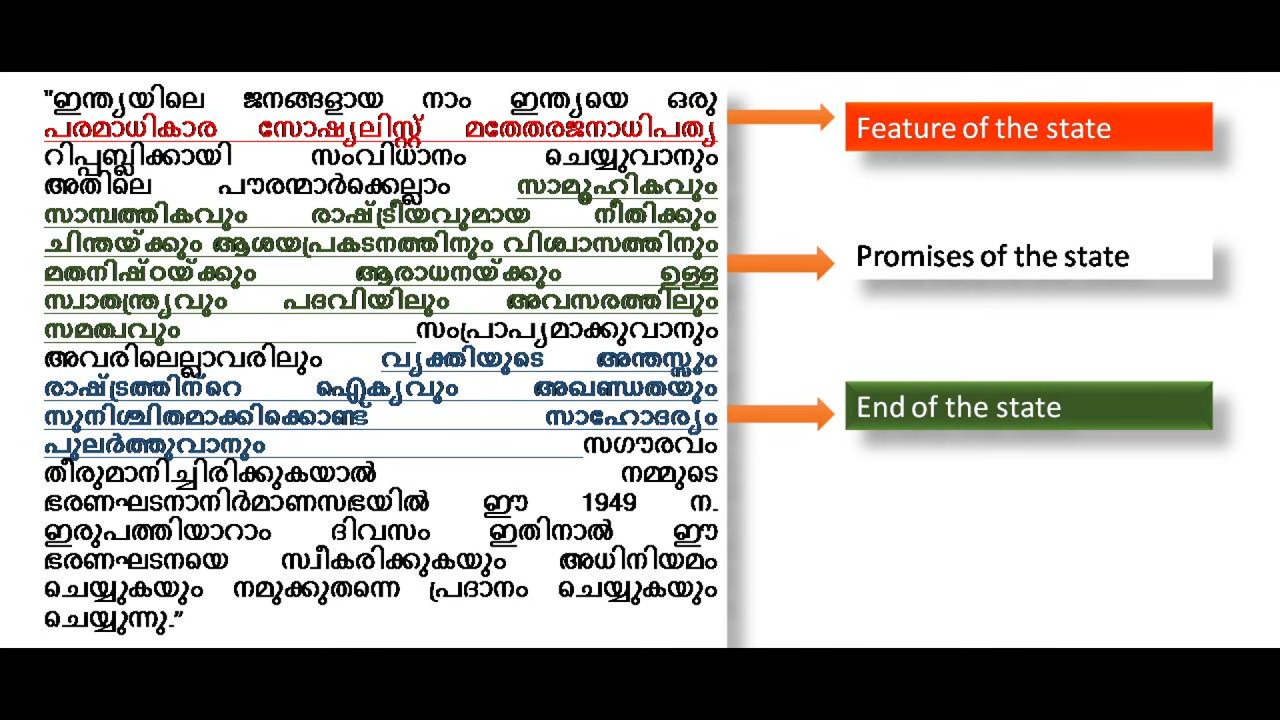 "ഇന്ത്യയിലെ ജനങ്ങളായ നാം ഇന്ത്യയെ ഒരു
പരമാധികാര സോഷ്യലിസ്റ്റ് മതേതരജനാധിപത്യ
റിപ്പബ്ലിക്കായി സംവിധാനം ചെയ്യുവാനും
അതിലെ പൗരന്മാർക്കെല്ലാം സാമൂഹികവും
സാമ്പത്തികവും രാഷ്ട്രീയവുമായ നീതിക്കും
ചിന്തയ്ക്കും ആശയപ്രകടനത്തിനും വിശ്വാസത്തിനും
മതനിഷ്ഠയ്ക്കും ആരാധനയ്ക്കും ഉള്ള
സ്വാതന്ത്ര്യവും പദവിയിലും അവസരത്തിലും
സമത്വവും സംപ്രാപ്യമാക്കുവാനും
അവരിലെല്ലാവരിലും വ്യക്തിയുടെ അന്തസ്സും
രാഷ്ട്രത്തിന്റെ ഐക്യവും അഖണ്ഡതയും
സുനിശ്ചിതമാക്കിക്കൊണ്ട് സാഹോദര്യം
പുലർത്തുവാനും സഗൗരവം
തീരുമാനിച്ചിരിക്കുകയാൽ നമ്മുടെ
ഭരണഘടനാനിർമാണസഭയിൽ ഈ 1949 ന.
ഇരുപത്തിയാറാം ദിവസം ഇതിനാൽ ഈ
ഭരണഘടനയെ സ്വീകരിക്കുകയും അധിനിയമം
ചെയ്യുകയും നമുക്കുതന്നെ പ്രദാനം ചെയ്യുകയും
ചെയ്യുന്നു."
Feature of the state
Promises of the state
End of the state